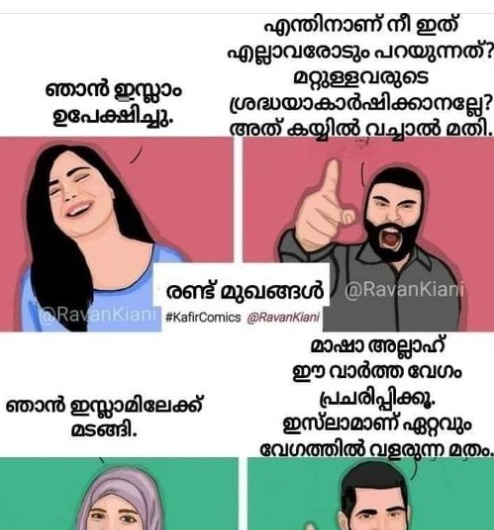 ഞാൻ ഇസ്ലാം
ഉപേക്ഷിച്ചു.
എന്തിനാണ് നീ ഇത്
എല്ലാവരോടും പറയുന്നത്?
മറ്റുള്ളവരുടെ
ശ്രദ്ധയാകാർഷിക്കാനല്ലേ?
അത് കയ്യിൽ വച്ചാൽ മതി.
രണ്ട് മുഖങ്ങൾ
@RavanKiani
@RavanKiani
#KafirComics @RavanKiani
ഞാൻ ഇസ്ലാമിലേക്ക്
മടങ്ങി.
മാഷാ അല്ലാഹ്
ഈ വാർത്ത വേഗം
പ്രചരിപ്പിക്കൂ.
ഇസ്‌ലാമാണ് ഏറ്റവും
വേഗത്തിൽ വളരുന്ന മതം.